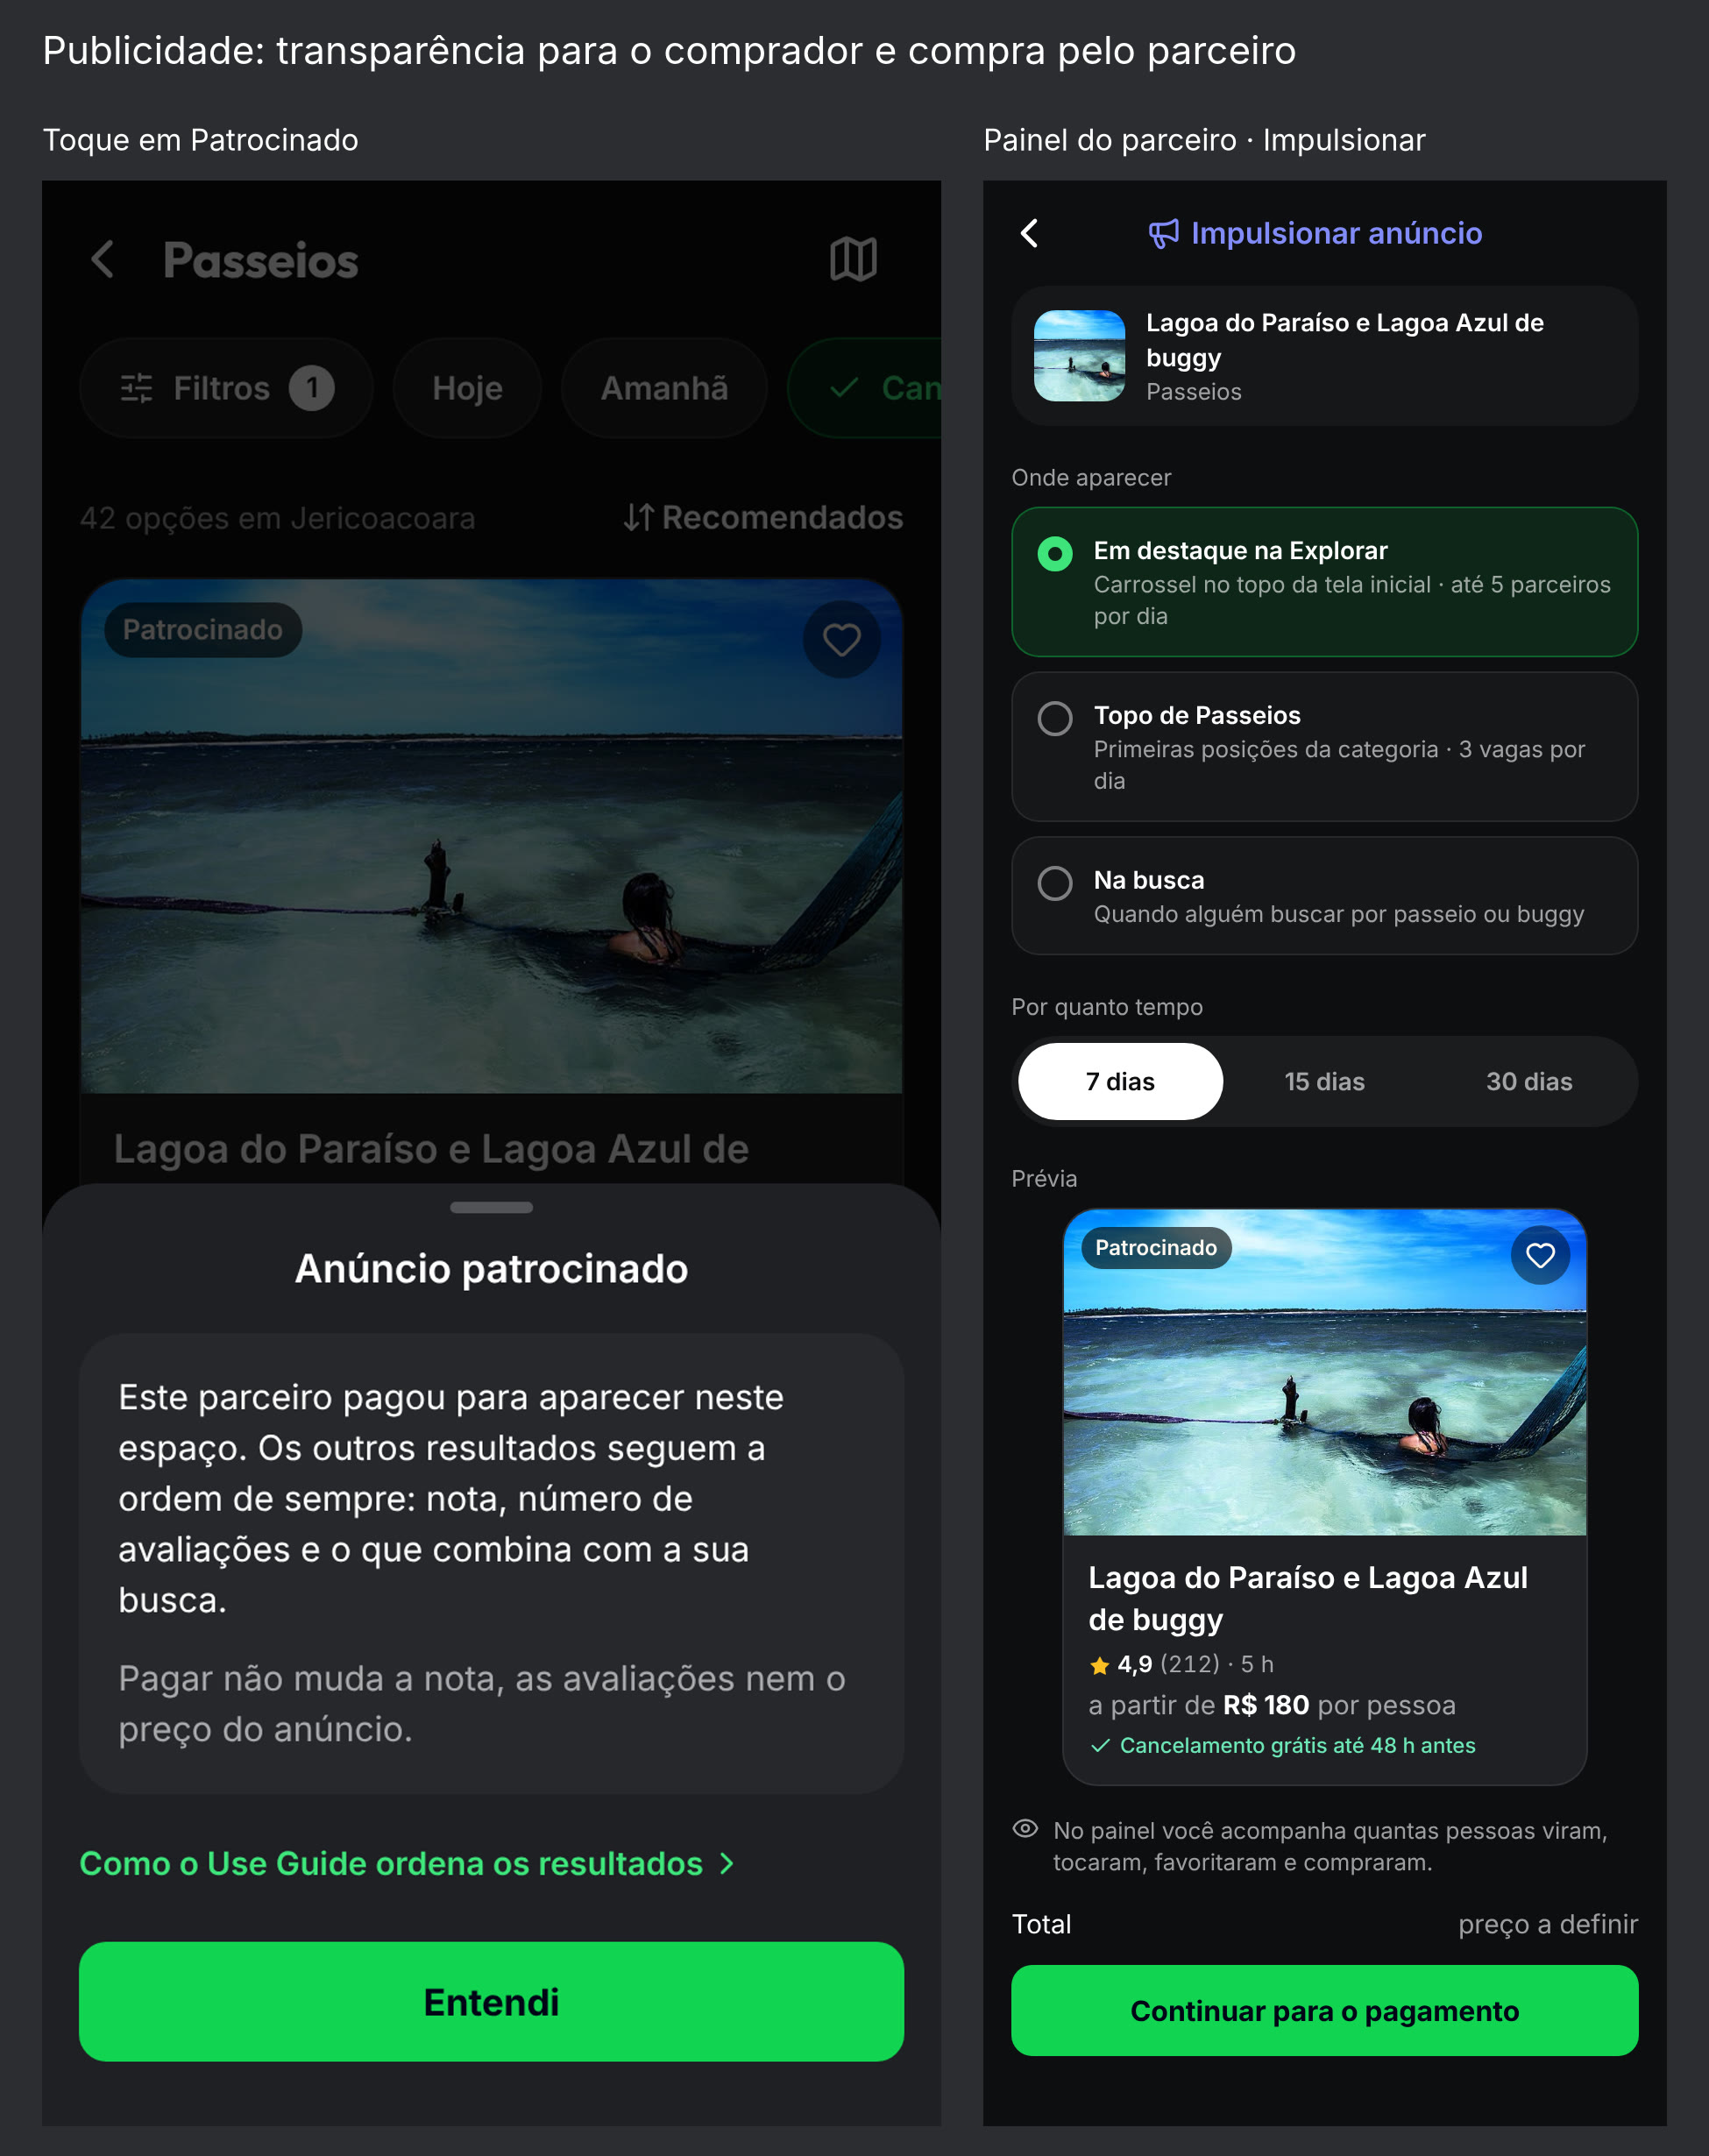 Publicidade: transparência para o comprador e compra pelo parceiro
Toque em Patrocinado
Passeios
Filtros 1
Hoje
Amanhã
Can
42 opções em Jericoacoara
Recomendados
Patrocinado
Lagoa do Paraíso e Lagoa Azul de
Anúncio patrocinado
Este parceiro pagou para aparecer neste
espaço. Os outros resultados seguem a
ordem de sempre: nota, número de
avaliações e o que combina com a sua
busca.
Pagar não muda a nota, as avaliações nem o
preço do anúncio.
Como o Use Guide ordena os resultados
Entendi
Painel do parceiro · Impulsionar
Impulsionar anúncio
Lagoa do Paraíso e Lagoa Azul de
buggy
Passeios
Onde aparecer
Em destaque na Explorar
Carrossel no topo da tela inicial · até 5 parceiros
por dia
Topo de Passeios
Primeiras posições da categoria · 3 vagas por
dia
Na busca
Quando alguém buscar por passeio ou buggy
Por quanto tempo
7 dias
15 dias
30 dias
Prévia
Patrocinado
Lagoa do Paraíso e Lagoa Azul
de buggy
4,9 (212) · 5 h
a partir de R$ 180 por pessoa
Cancelamento grátis até 48 h antes
No painel você acompanha quantas pessoas viram,
tocaram, favoritaram e compraram.
Total
preço a definir
Continuar para o pagamento